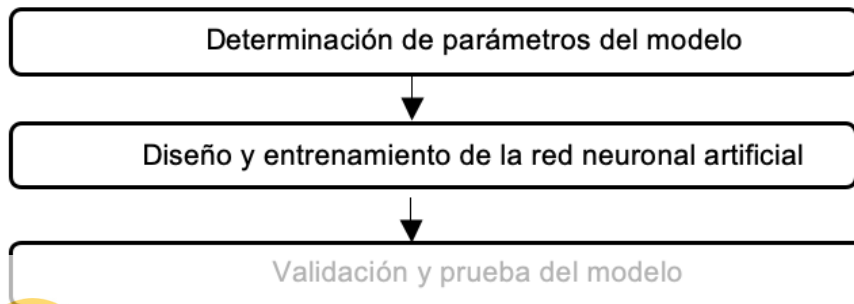 Determinación de parámetros del modelo
Diseño y entrenamiento de la red neuronal artificial
Validación y prueba del modelo